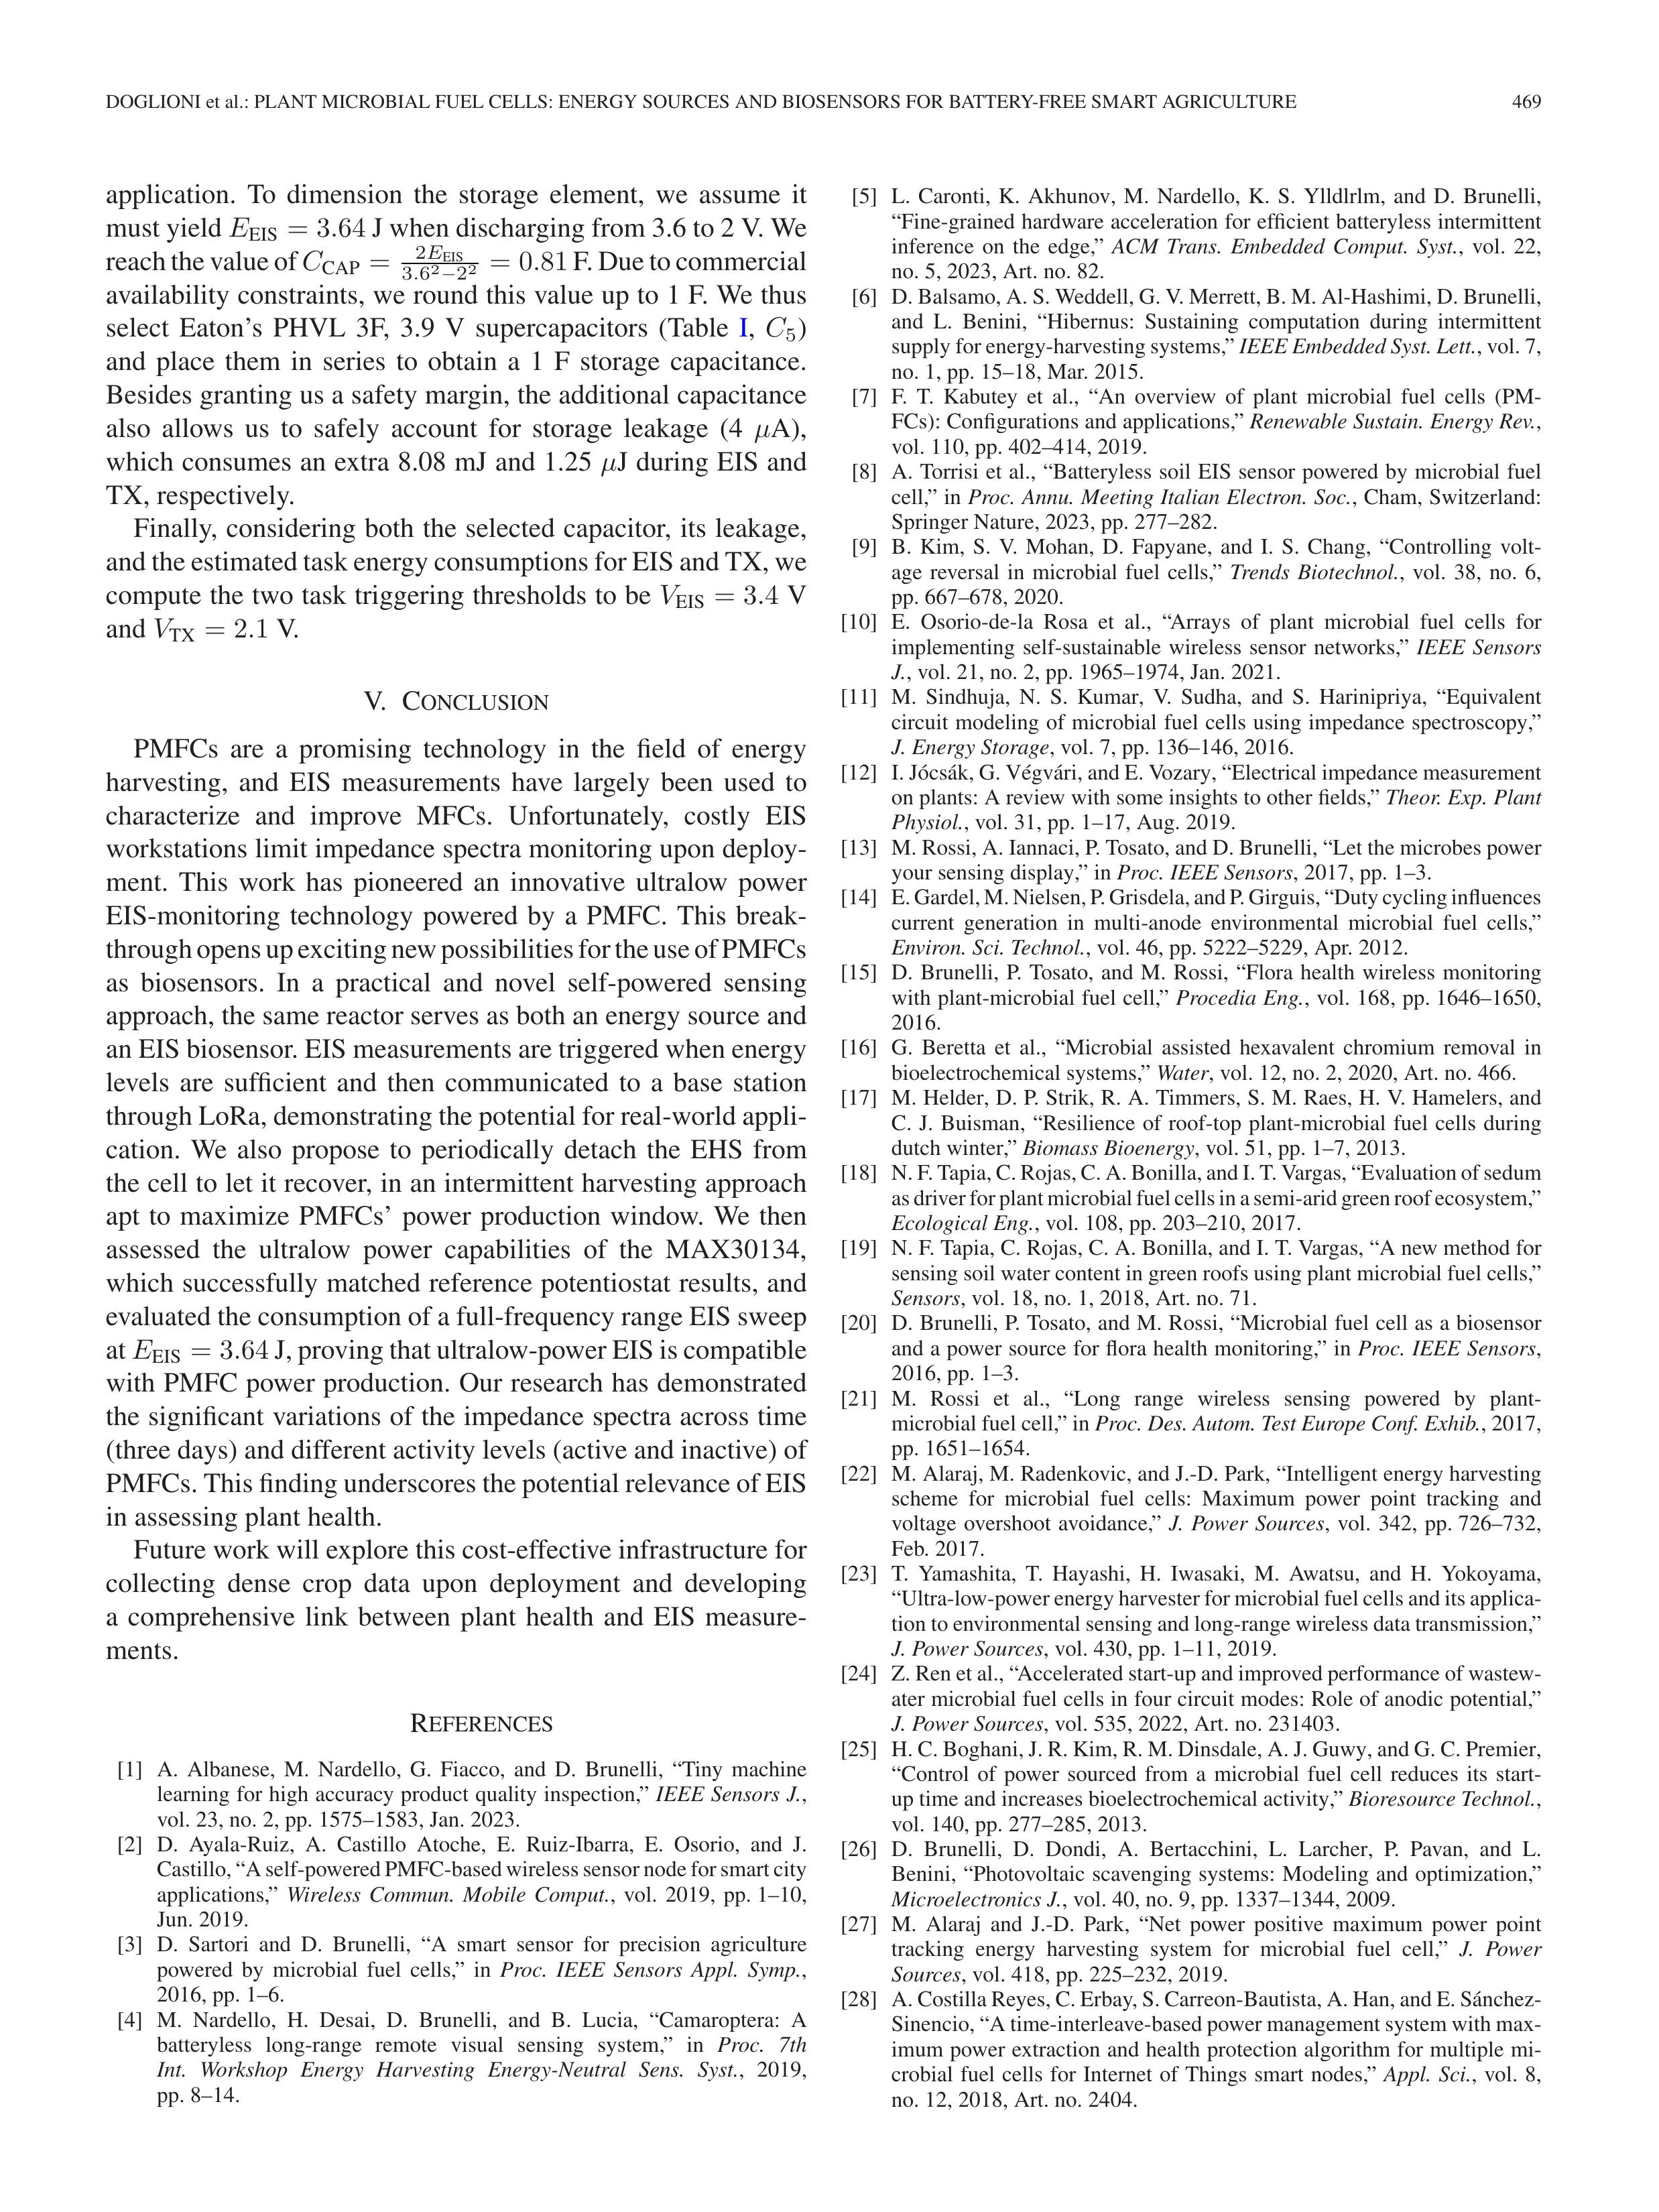 DOGLIONI et al.: PLANT MICROBIAL FUEL CELLS: ENERGY SOURCES AND BIOSENSORS FOR BATTERY-FREE SMART AGRICULTURE 469
application. To dimension the storage element, we assume it
must yield E_EIS = 3.64 J when discharging from 3.6 to 2 V. We
reach the value of C_CAP = 2E_EIS/(3.6²−2²) = 0.81 F. Due to commercial
availability constraints, we round this value up to 1 F. We thus
select Eaton's PHVL 3F, 3.9 V supercapacitors (Table I, C₅)
and place them in series to obtain a 1 F storage capacitance.
Besides granting us a safety margin, the additional capacitance
also allows us to safely account for storage leakage (4 μA),
which consumes an extra 8.08 mJ and 1.25 μJ during EIS and
TX, respectively.
Finally, considering both the selected capacitor, its leakage,
and the estimated task energy consumptions for EIS and TX, we
compute the two task triggering thresholds to be V_EIS = 3.4 V
and V_TX = 2.1 V.
V. CONCLUSION
PMFCs are a promising technology in the field of energy
harvesting, and EIS measurements have largely been used to
characterize and improve MFCs. Unfortunately, costly EIS
workstations limit impedance spectra monitoring upon deploy-
ment. This work has pioneered an innovative ultralow power
EIS-monitoring technology powered by a PMFC. This break-
through opens up exciting new possibilities for the use of PMFCs
as biosensors. In a practical and novel self-powered sensing
approach, the same reactor serves as both an energy source and
an EIS biosensor. EIS measurements are triggered when energy
levels are sufficient and then communicated to a base station
through LoRa, demonstrating the potential for real-world appli-
cation. We also propose to periodically detach the EHS from
the cell to let it recover, in an intermittent harvesting approach
apt to maximize PMFCs' power production window. We then
assessed the ultralow power capabilities of the MAX30134,
which successfully matched reference potentiostat results, and
evaluated the consumption of a full-frequency range EIS sweep
at E_EIS = 3.64 J, proving that ultralow-power EIS is compatible
with PMFC power production. Our research has demonstrated
the significant variations of the impedance spectra across time
(three days) and different activity levels (active and inactive) of
PMFCs. This finding underscores the potential relevance of EIS
in assessing plant health.
Future work will explore this cost-effective infrastructure for
collecting dense crop data upon deployment and developing
a comprehensive link between plant health and EIS measure-
ments.
REFERENCES
[1] A. Albanese, M. Nardello, G. Fiacco, and D. Brunelli, “Tiny machine
learning for high accuracy product quality inspection,” IEEE Sensors J.,
vol. 23, no. 2, pp. 1575–1583, Jan. 2023.
[2] D. Ayala-Ruiz, A. Castillo Atoche, E. Ruiz-Ibarra, E. Osorio, and J.
Castillo, “A self-powered PMFC-based wireless sensor node for smart city
applications,” Wireless Commun. Mobile Comput., vol. 2019, pp. 1–10,
Jun. 2019.
[3] D. Sartori and D. Brunelli, “A smart sensor for precision agriculture
powered by microbial fuel cells,” in Proc. IEEE Sensors Appl. Symp.,
2016, pp. 1–6.
[4] M. Nardello, H. Desai, D. Brunelli, and B. Lucia, “Camaroptera: A
batteryless long-range remote visual sensing system,” in Proc. 7th
Int. Workshop Energy Harvesting Energy-Neutral Sens. Syst., 2019,
pp. 8–14.
[5] L. Caronti, K. Akhunov, M. Nardello, K. S. Ylldlrlm, and D. Brunelli,
“Fine-grained hardware acceleration for efficient batteryless intermittent
inference on the edge,” ACM Trans. Embedded Comput. Syst., vol. 22,
no. 5, 2023, Art. no. 82.
[6] D. Balsamo, A. S. Weddell, G. V. Merrett, B. M. Al-Hashimi, D. Brunelli,
and L. Benini, “Hibernus: Sustaining computation during intermittent
supply for energy-harvesting systems,” IEEE Embedded Syst. Lett., vol. 7,
no. 1, pp. 15–18, Mar. 2015.
[7] F. T. Kabutey et al., “An overview of plant microbial fuel cells (PM-
FCs): Configurations and applications,” Renewable Sustain. Energy Rev.,
vol. 110, pp. 402–414, 2019.
[8] A. Torrisi et al., “Batteryless soil EIS sensor powered by microbial fuel
cell,” in Proc. Annu. Meeting Italian Electron. Soc., Cham, Switzerland:
Springer Nature, 2023, pp. 277–282.
[9] B. Kim, S. V. Mohan, D. Fapyane, and I. S. Chang, “Controlling volt-
age reversal in microbial fuel cells,” Trends Biotechnol., vol. 38, no. 6,
pp. 667–678, 2020.
[10] E. Osorio-de-la Rosa et al., “Arrays of plant microbial fuel cells for
implementing self-sustainable wireless sensor networks,” IEEE Sensors
J., vol. 21, no. 2, pp. 1965–1974, Jan. 2021.
[11] M. Sindhuja, N. S. Kumar, V. Sudha, and S. Harinipriya, “Equivalent
circuit modeling of microbial fuel cells using impedance spectroscopy,”
J. Energy Storage, vol. 7, pp. 136–146, 2016.
[12] I. Jócsák, G. Végvári, and E. Vozary, “Electrical impedance measurement
on plants: A review with some insights to other fields,” Theor. Exp. Plant
Physiol., vol. 31, pp. 1–17, Aug. 2019.
[13] M. Rossi, A. Iannaci, P. Tosato, and D. Brunelli, “Let the microbes power
your sensing display,” in Proc. IEEE Sensors, 2017, pp. 1–3.
[14] E. Gardel, M. Nielsen, P. Grisdela, and P. Girguis, “Duty cycling influences
current generation in multi-anode environmental microbial fuel cells,”
Environ. Sci. Technol., vol. 46, pp. 5222–5229, Apr. 2012.
[15] D. Brunelli, P. Tosato, and M. Rossi, “Flora health wireless monitoring
with plant-microbial fuel cell,” Procedia Eng., vol. 168, pp. 1646–1650,
2016.
[16] G. Beretta et al., “Microbial assisted hexavalent chromium removal in
bioelectrochemical systems,” Water, vol. 12, no. 2, 2020, Art. no. 466.
[17] M. Helder, D. P. Strik, R. A. Timmers, S. M. Raes, H. V. Hamelers, and
C. J. Buisman, “Resilience of roof-top plant-microbial fuel cells during
dutch winter,” Biomass Bioenergy, vol. 51, pp. 1–7, 2013.
[18] N. F. Tapia, C. Rojas, C. A. Bonilla, and I. T. Vargas, “Evaluation of sedum
as driver for plant microbial fuel cells in a semi-arid green roof ecosystem,”
Ecological Eng., vol. 108, pp. 203–210, 2017.
[19] N. F. Tapia, C. Rojas, C. A. Bonilla, and I. T. Vargas, “A new method for
sensing soil water content in green roofs using plant microbial fuel cells,”
Sensors, vol. 18, no. 1, 2018, Art. no. 71.
[20] D. Brunelli, P. Tosato, and M. Rossi, “Microbial fuel cell as a biosensor
and a power source for flora health monitoring,” in Proc. IEEE Sensors,
2016, pp. 1–3.
[21] M. Rossi et al., “Long range wireless sensing powered by plant-
microbial fuel cell,” in Proc. Des. Autom. Test Europe Conf. Exhib., 2017,
pp. 1651–1654.
[22] M. Alaraj, M. Radenkovic, and J.-D. Park, “Intelligent energy harvesting
scheme for microbial fuel cells: Maximum power point tracking and
voltage overshoot avoidance,” J. Power Sources, vol. 342, pp. 726–732,
Feb. 2017.
[23] T. Yamashita, T. Hayashi, H. Iwasaki, M. Awatsu, and H. Yokoyama,
“Ultra-low-power energy harvester for microbial fuel cells and its applica-
tion to environmental sensing and long-range wireless data transmission,”
J. Power Sources, vol. 430, pp. 1–11, 2019.
[24] Z. Ren et al., “Accelerated start-up and improved performance of wastew-
ater microbial fuel cells in four circuit modes: Role of anodic potential,”
J. Power Sources, vol. 535, 2022, Art. no. 231403.
[25] H. C. Boghani, J. R. Kim, R. M. Dinsdale, A. J. Guwy, and G. C. Premier,
“Control of power sourced from a microbial fuel cell reduces its start-
up time and increases bioelectrochemical activity,” Bioresource Technol.,
vol. 140, pp. 277–285, 2013.
[26] D. Brunelli, D. Dondi, A. Bertacchini, L. Larcher, P. Pavan, and L.
Benini, “Photovoltaic scavenging systems: Modeling and optimization,”
Microelectronics J., vol. 40, no. 9, pp. 1337–1344, 2009.
[27] M. Alaraj and J.-D. Park, “Net power positive maximum power point
tracking energy harvesting system for microbial fuel cell,” J. Power
Sources, vol. 418, pp. 225–232, 2019.
[28] A. Costilla Reyes, C. Erbay, S. Carreon-Bautista, A. Han, and E. Sánchez-
Sinencio, “A time-interleave-based power management system with max-
imum power extraction and health protection algorithm for multiple mi-
crobial fuel cells for Internet of Things smart nodes,” Appl. Sci., vol. 8,
no. 12, 2018, Art. no. 2404.